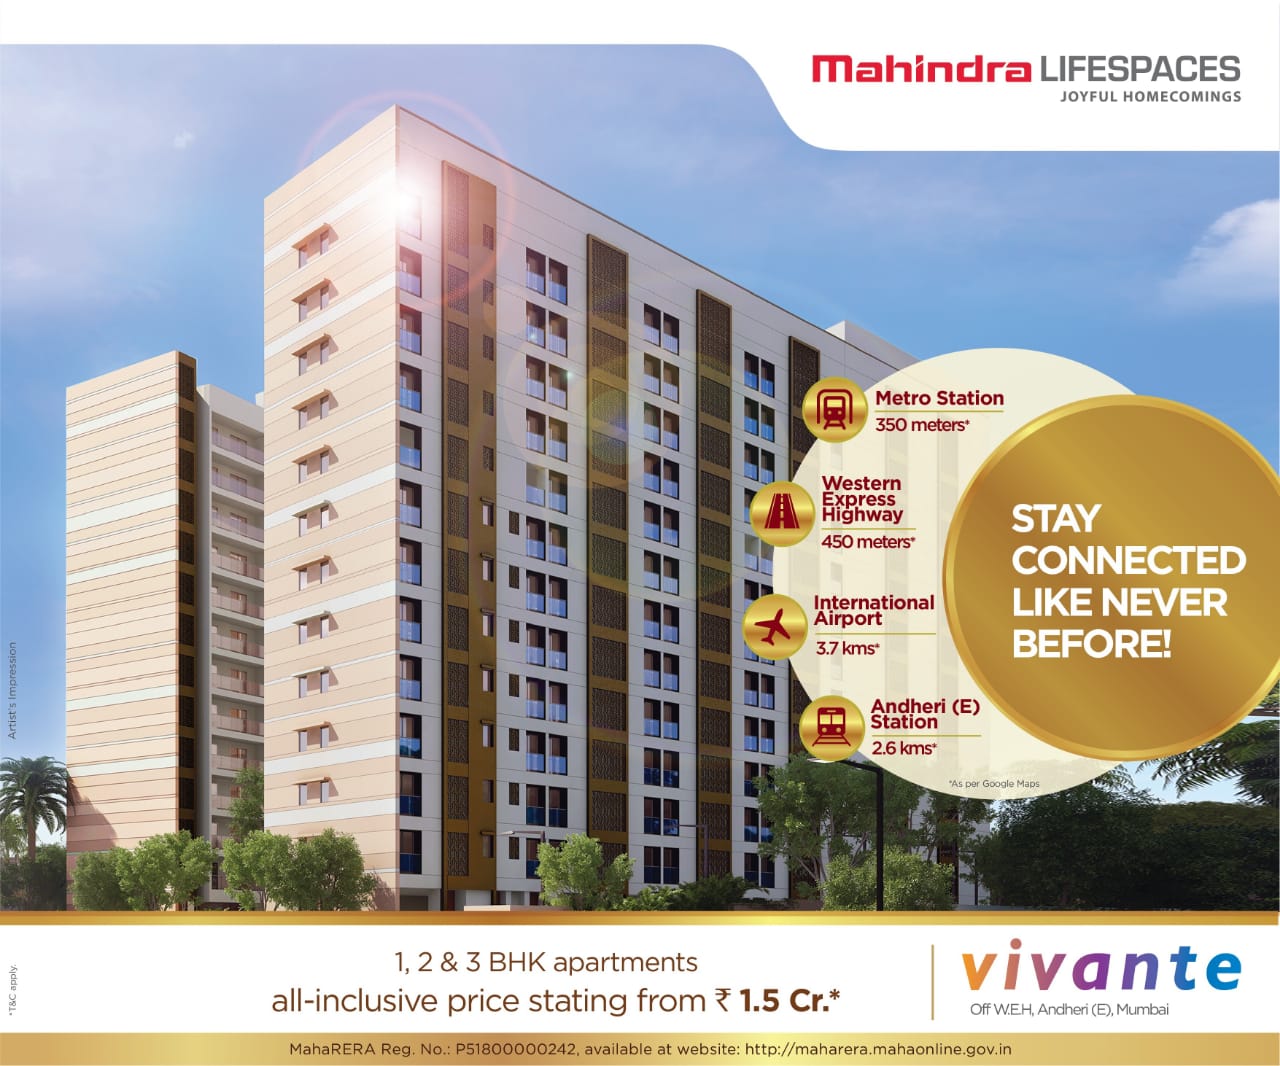 Mahindra LIFESPACES
JOYFUL HOMECOMINGS
Metro Station
350 meters*
Western
Express
Highway
450 meters*
International
Airport
3.7 kms*
Andheri (E)
Station
2.6 kms*
*As per Google Maps
STAY
CONNECTED
LIKE NEVER
BEFORE!
Artist's Impression
*T&C apply.
1, 2 & 3 BHK apartments
all-inclusive price stating from ₹ 1.5 Cr.*
vivante
Off W.E.H, Andheri (E), Mumbai
MahaRERA Reg. No.: P51800000242, available at website: http://maharera.mahaonline.gov.in